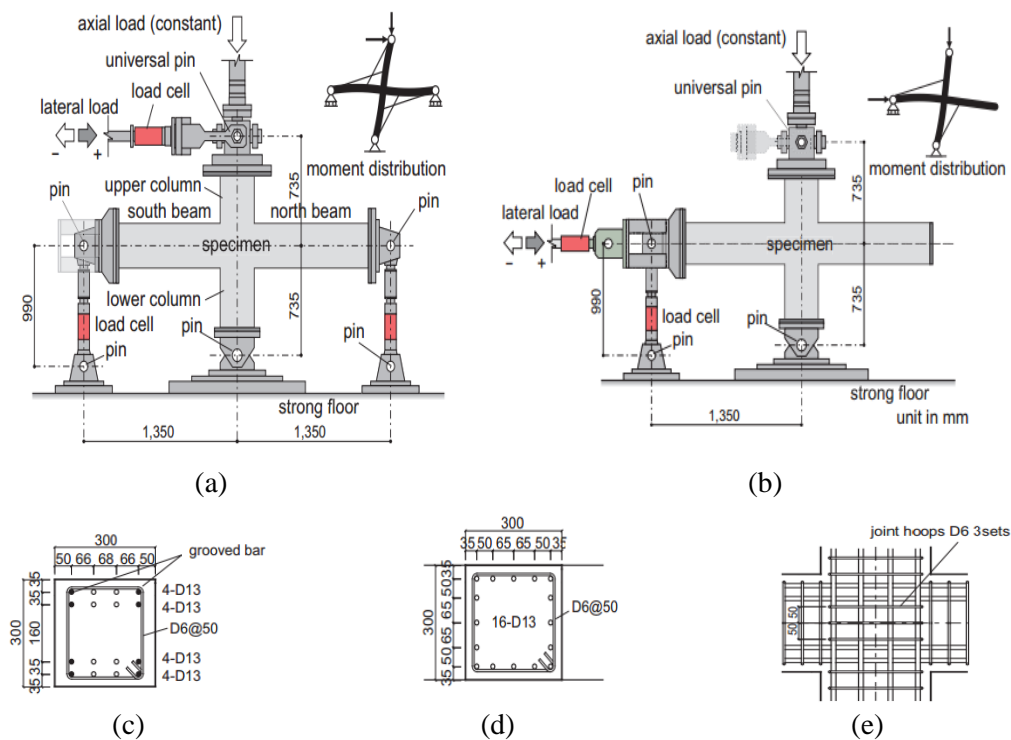 axial load (constant)
universal pin
load cell
lateral load
- +
moment distribution
pin
upper column
south beam
north beam
pin
specimen
735
735
990
lower column
load cell
pin
pin
pin
strong floor
1,350
1,350
(a)
axial load (constant)
universal pin
moment distribution
load cell
pin
lateral load
- +
specimen
735
735
990
load cell
pin
pin
strong floor
1,350
unit in mm
(b)
300
50 66 68 66 50
grooved bar
35
35
160
35
35
300
4-D13
4-D13
D6@50
4-D13
4-D13
(c)
300
35 50 65 65 50 35
35
50
65
65
50
35
300
16-D13
D6@50
(d)
joint hoops D6 3sets
50
50
(e)